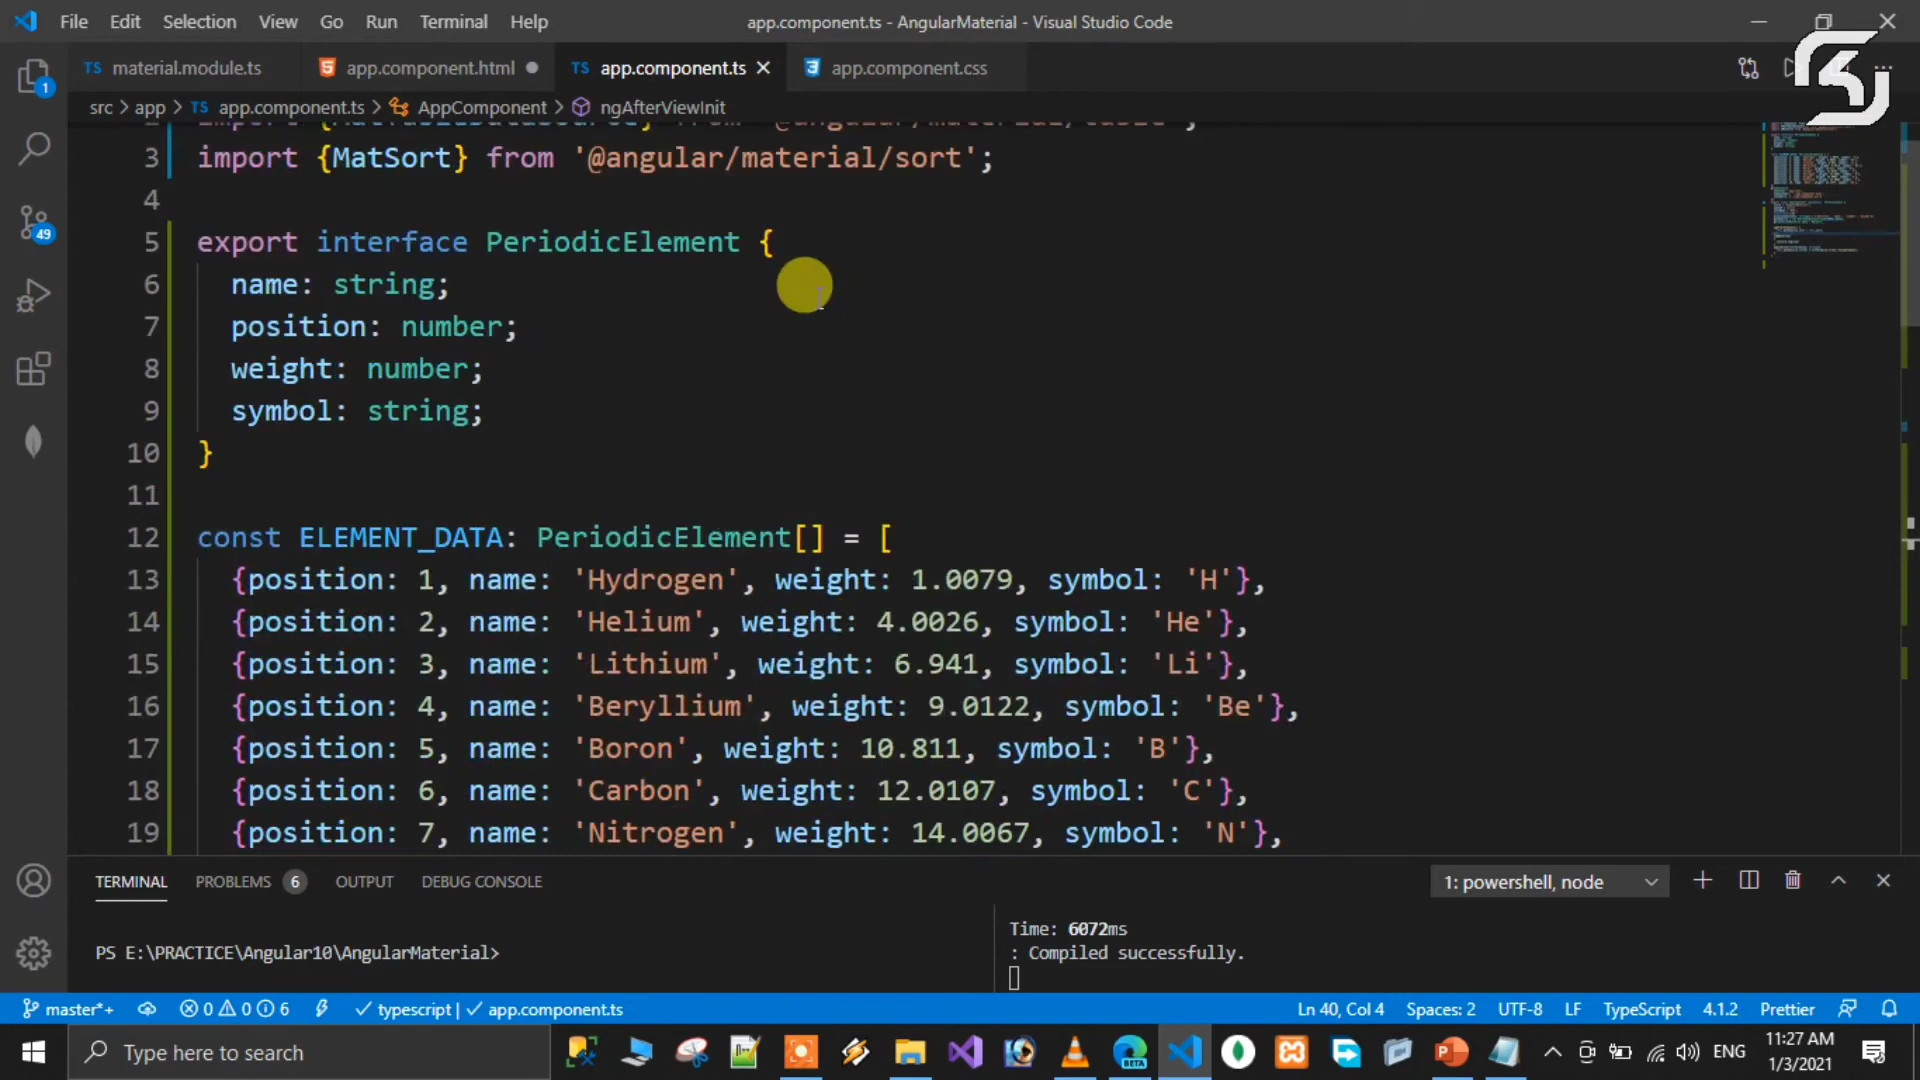 File Edit Selection View Go Run Terminal Help app.component.ts - AngularMaterial - Visual Studio Code
TS material.module.ts app.component.html TS app.component.ts app.component.css
src > app > TS app.component.ts > AppComponent > ngAfterViewInit
3 import {MatSort} from '@angular/material/sort';
4
5 export interface PeriodicElement {
6 name: string;
7 position: number;
8 weight: number;
9 symbol: string;
10 }
11
12 const ELEMENT_DATA: PeriodicElement[] = [
13 {position: 1, name: 'Hydrogen', weight: 1.0079, symbol: 'H'},
14 {position: 2, name: 'Helium', weight: 4.0026, symbol: 'He'},
15 {position: 3, name: 'Lithium', weight: 6.941, symbol: 'Li'},
16 {position: 4, name: 'Beryllium', weight: 9.0122, symbol: 'Be'},
17 {position: 5, name: 'Boron', weight: 10.811, symbol: 'B'},
18 {position: 6, name: 'Carbon', weight: 12.0107, symbol: 'C'},
19 {position: 7, name: 'Nitrogen', weight: 14.0067, symbol: 'N'},
1
49
TERMINAL PROBLEMS 6 OUTPUT DEBUG CONSOLE 1: powershell, node
PS E:\PRACTICE\Angular10\AngularMaterial>
Time: 6072ms
: Compiled successfully.
master*+ 0 0 6 typescript | app.component.ts Ln 40, Col 4 Spaces: 2 UTF-8 LF TypeScript 4.1.2 Prettier
Type here to search BETA ENG 11:27 AM
1/3/2021